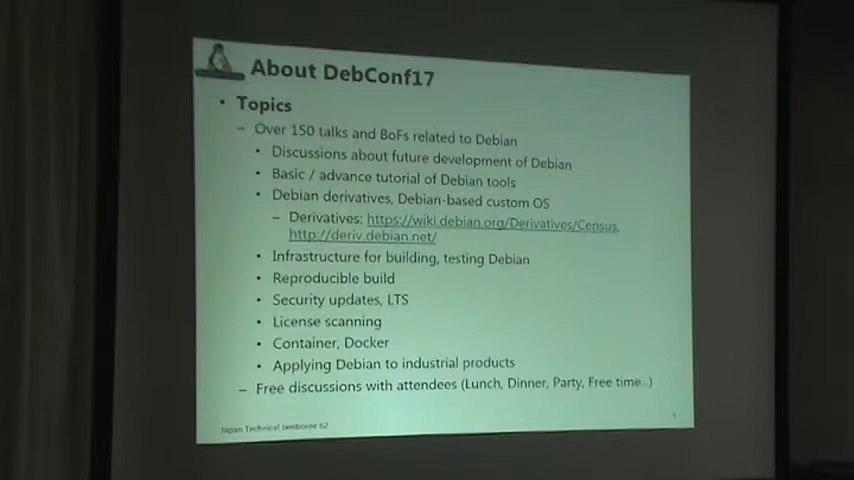 About DebConf17
• Topics
– Over 150 talks and BoFs related to Debian
• Discussions about future development of Debian
• Basic / advance tutorial of Debian tools
• Debian derivatives, Debian-based custom OS
– Derivatives: https://wiki.debian.org/Derivatives/Census,
http://deriv.debian.net/
• Infrastructure for building, testing Debian
• Reproducible build
• Security updates, LTS
• License scanning
• Container, Docker
• Applying Debian to industrial products
– Free discussions with attendees (Lunch, Dinner, Party, Free time...)
Japan Technical Jamboree 62